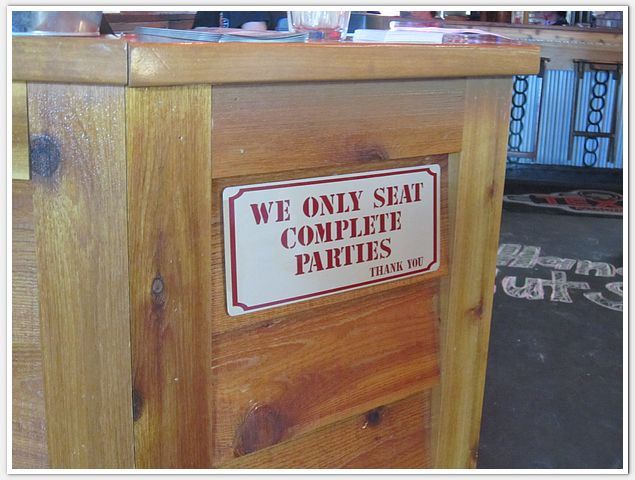 WE ONLY SEAT
COMPLETE
PARTIES
THANK YOU